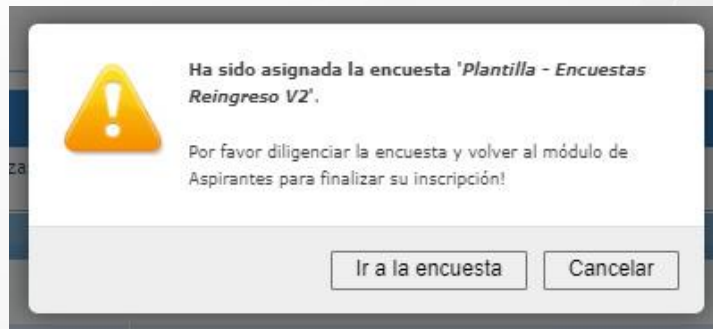 Ha sido asignada la encuesta 'Plantilla - Encuestas
Reingreso V2'.
Por favor diligenciar la encuesta y volver al módulo de
Aspirantes para finalizar su inscripción!
za
Ir a la encuesta Cancelar